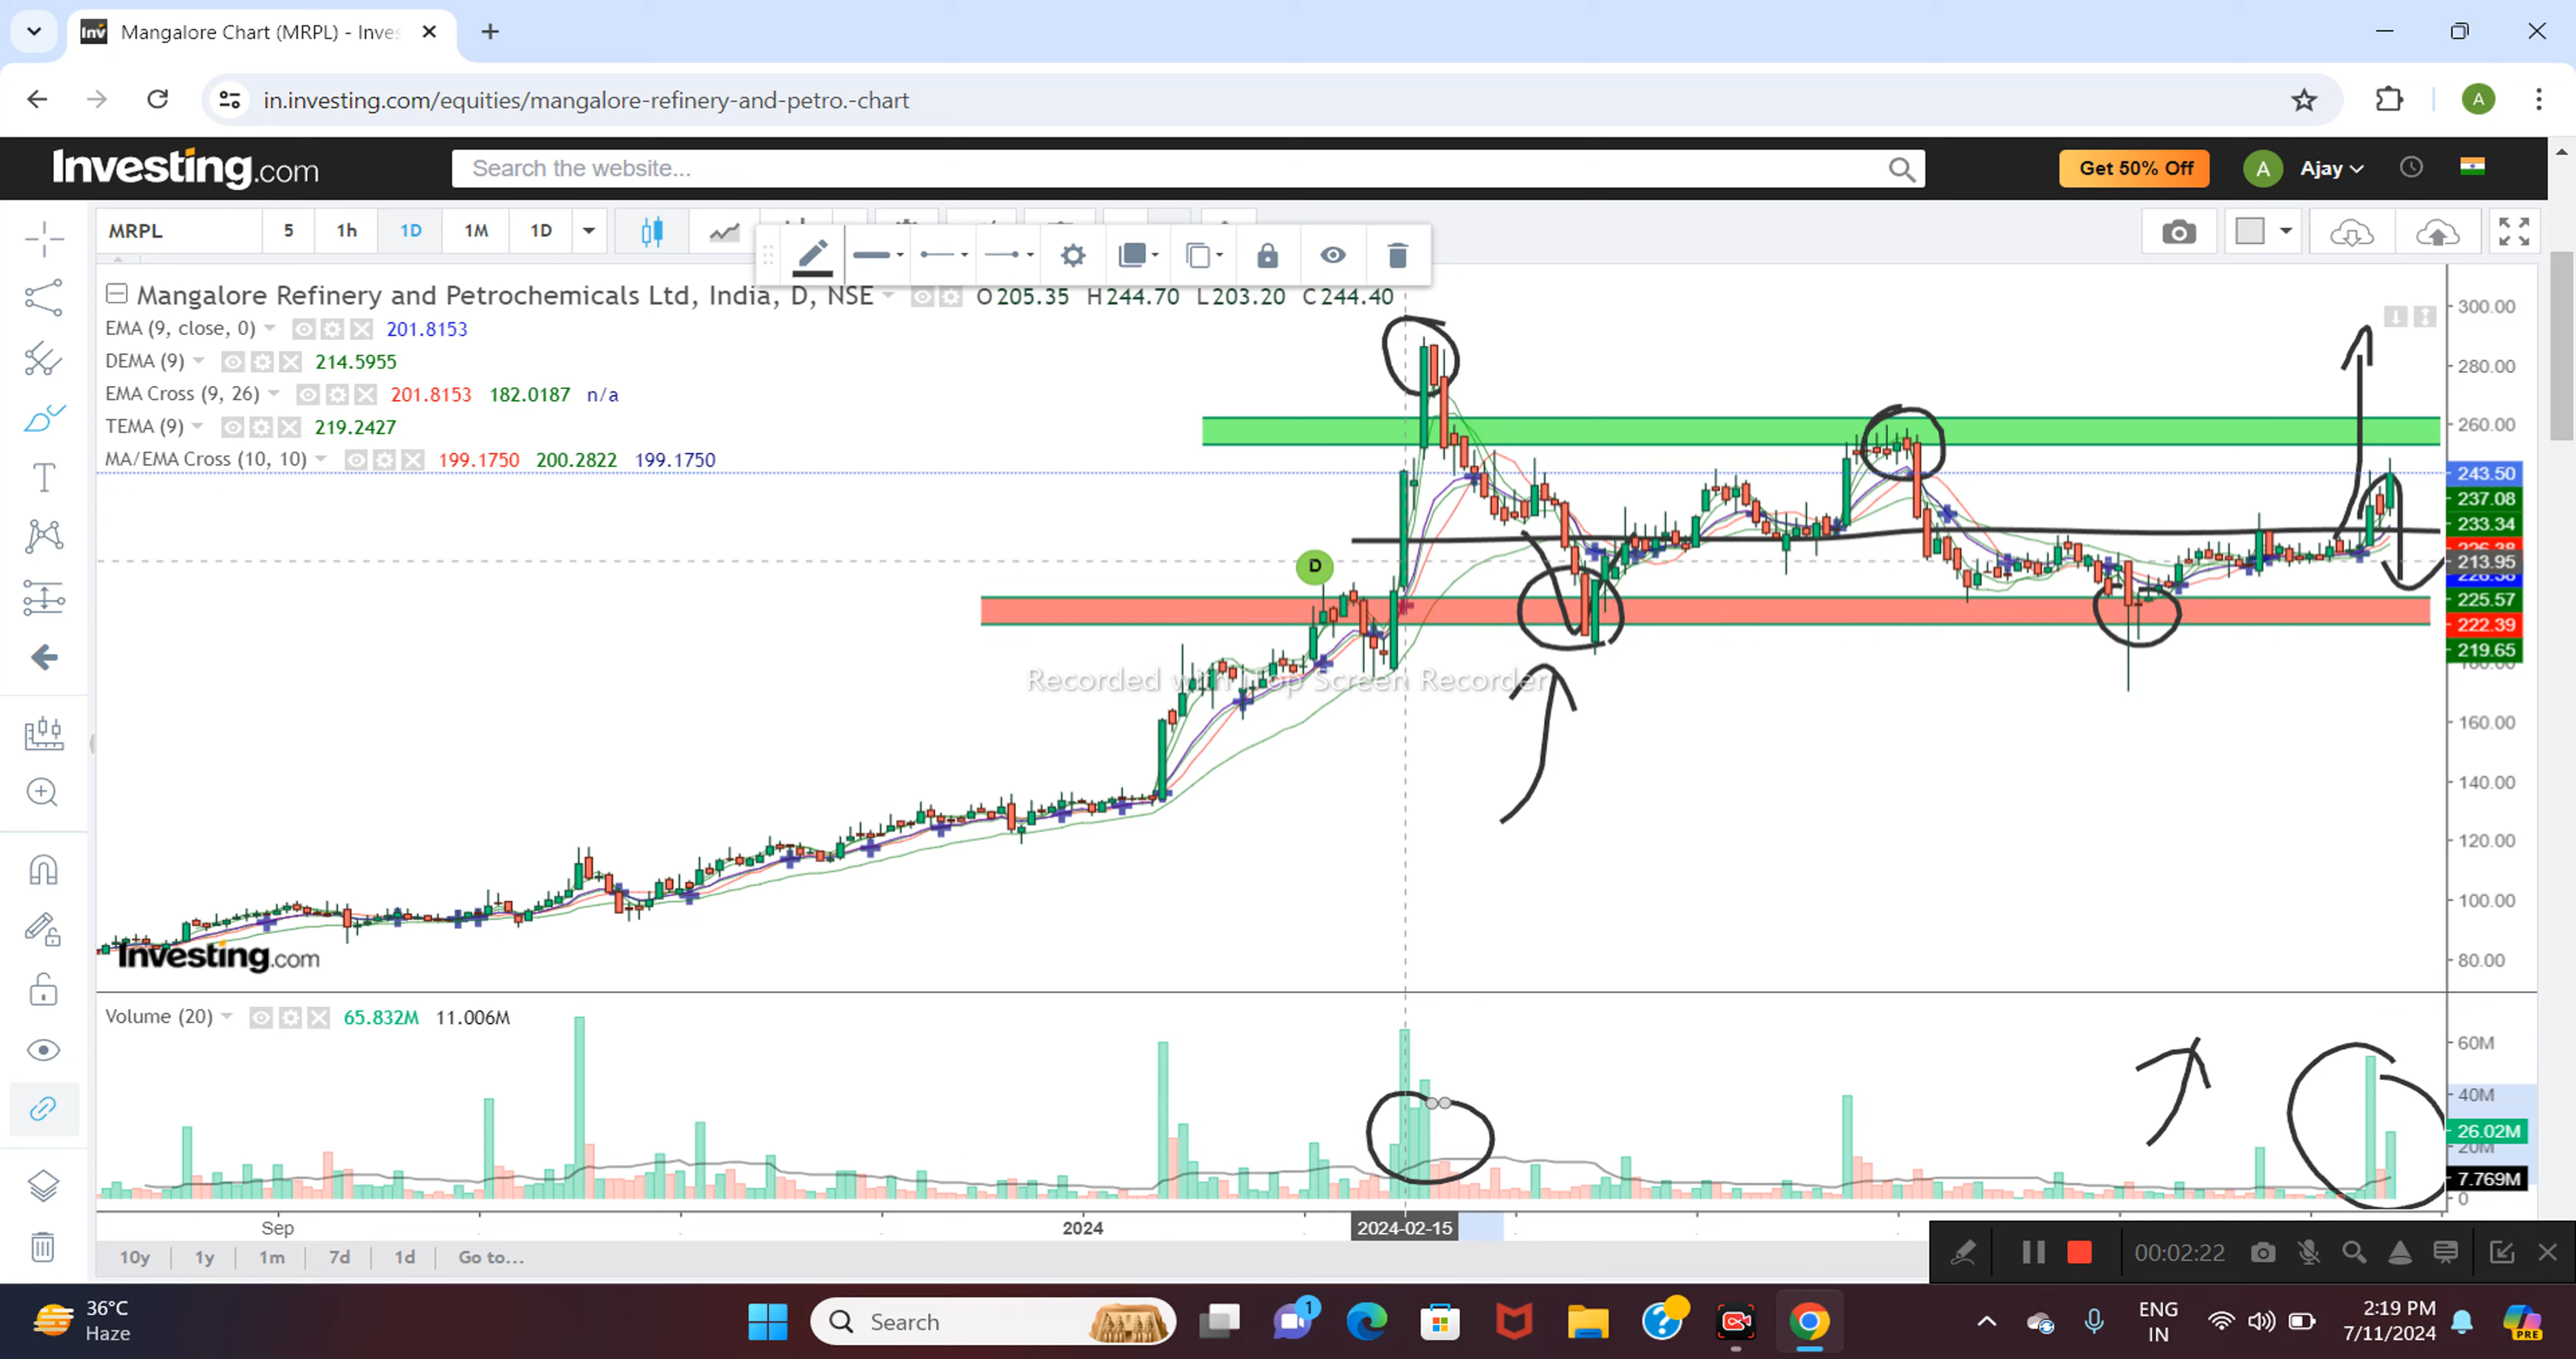 Mangalore Chart (MRPL) - Inves
in.investing.com/equities/mangalore-refinery-and-petro.-chart
Investing.com
Search the website...
Get 50% Off
A
Ajay
MRPL
5
1h
1D
1M
1D
Mangalore Refinery and Petrochemicals Ltd, India, D, NSE
O205.35 H244.70 L203.20 C244.40
EMA (9, close, 0) 201.8153
DEMA (9) 214.5955
EMA Cross (9, 26) 201.8153 182.0187 n/a
TEMA (9) 219.2427
MA/EMA Cross (10, 10) 199.1750 200.2822 199.1750
300.00
280.00
260.00
243.50
237.08
233.34
213.95
225.57
222.39
219.65
160.00
140.00
120.00
100.00
80.00
D
Recorded with iTop Screen Recorder
Investing.com
Volume (20) 65.832M 11.006M
60M
40M
26.02M
20M
7.769M
0
Sep
2024
2024-02-15
10y
1y
1m
7d
1d
Go to...
00:02:22
36°C
Haze
Search
1
PRE
ENG
IN
2:19 PM
7/11/2024